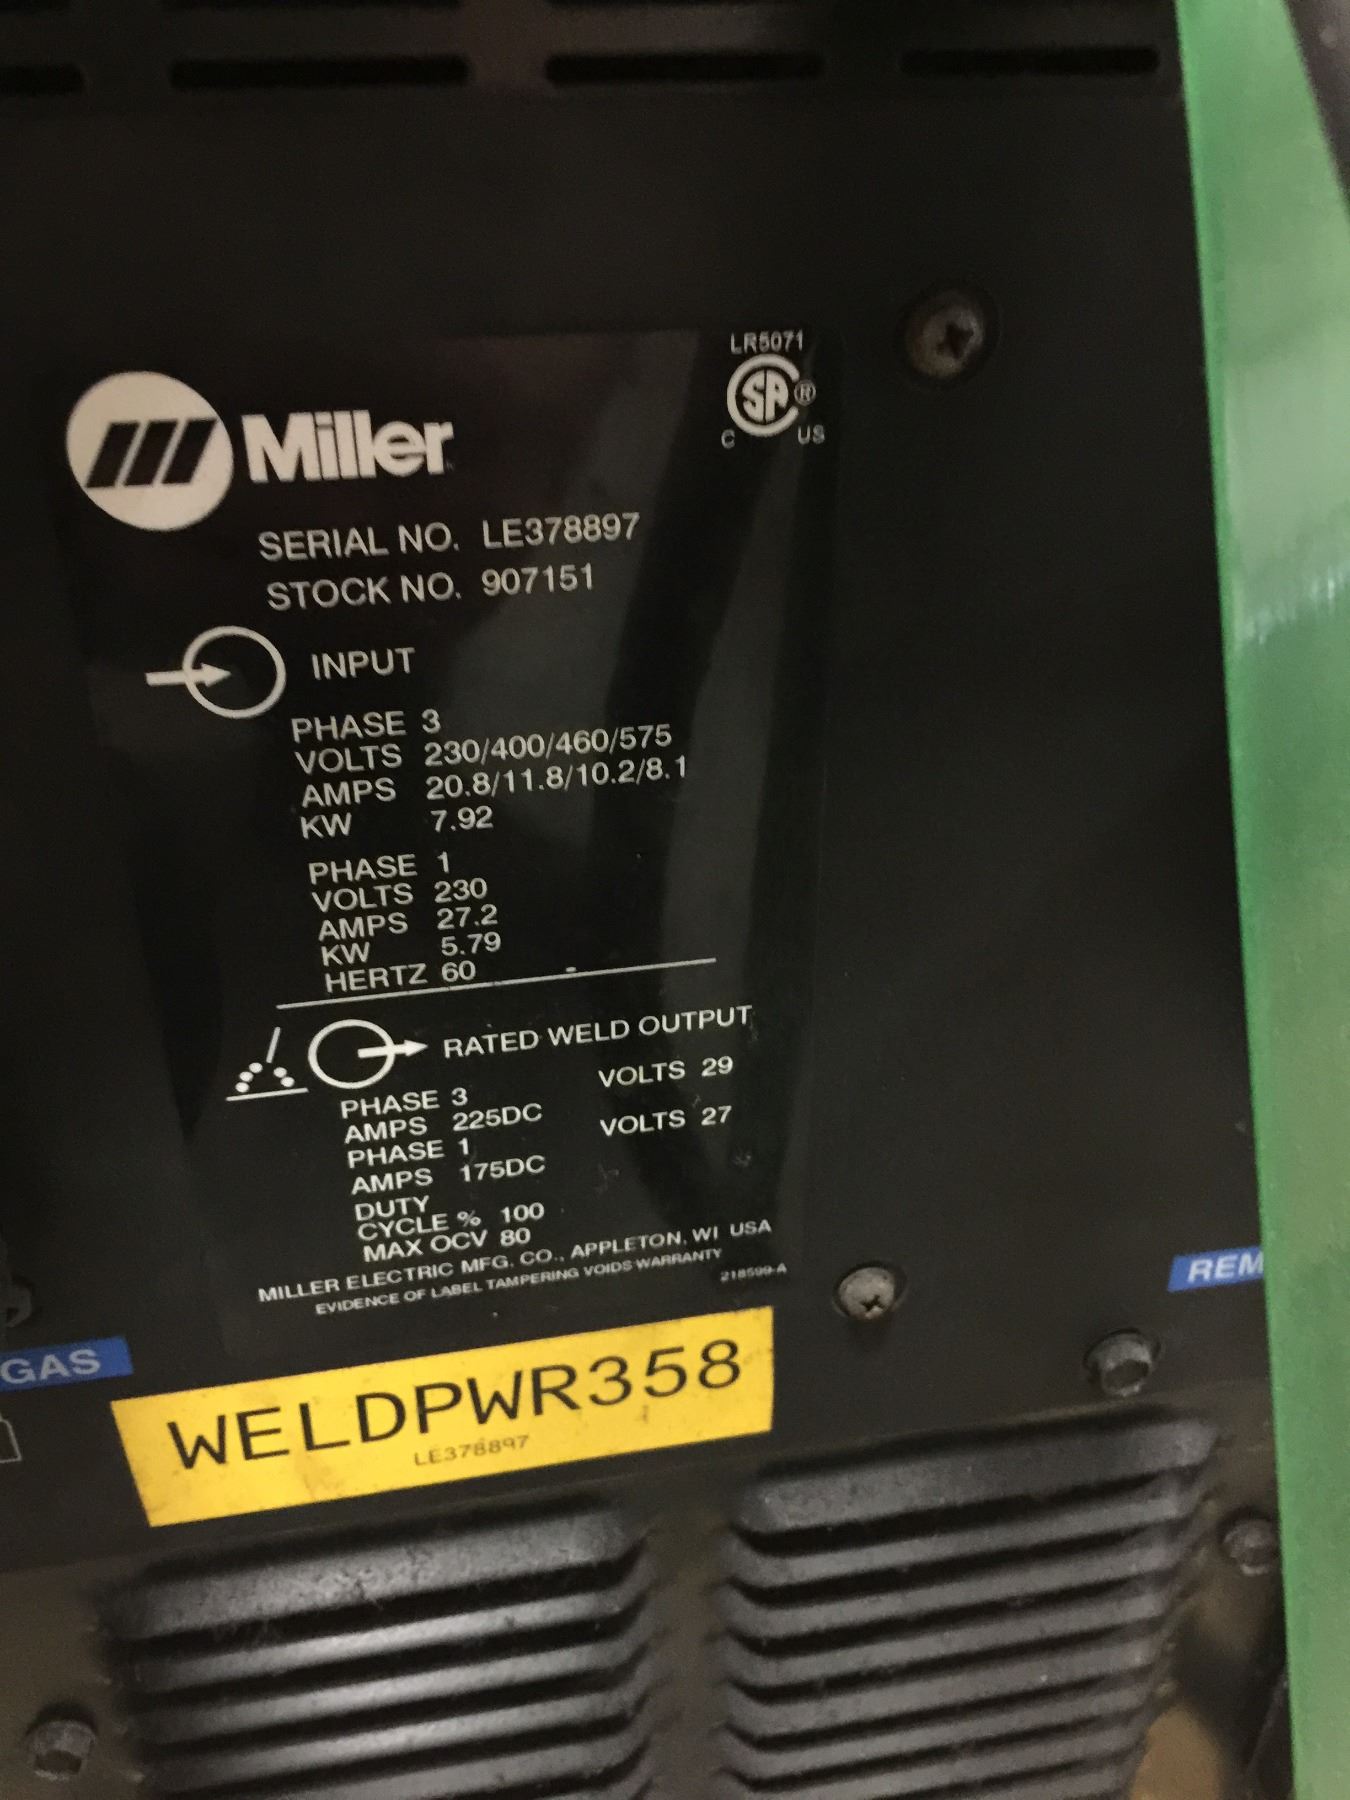 LR5071
SA®
C US
Miller
SERIAL NO. LE378897
STOCK NO. 907151
INPUT
PHASE 3
VOLTS 230/400/460/575
AMPS 20.8/11.8/10.2/8.1
KW 7.92
PHASE 1
VOLTS 230
AMPS 27.2
KW 5.79
HERTZ 60
RATED WELD OUTPUT
PHASE 3 VOLTS 29
AMPS 225DC
PHASE 1 VOLTS 27
AMPS 175DC
DUTY
CYCLE % 100
MAX OCV 80
MILLER ELECTRIC MFG. CO., APPLETON, WI USA
EVIDENCE OF LABEL TAMPERING VOIDS WARRANTY
218599-A
REM
GAS
WELDPWR358
LE378897